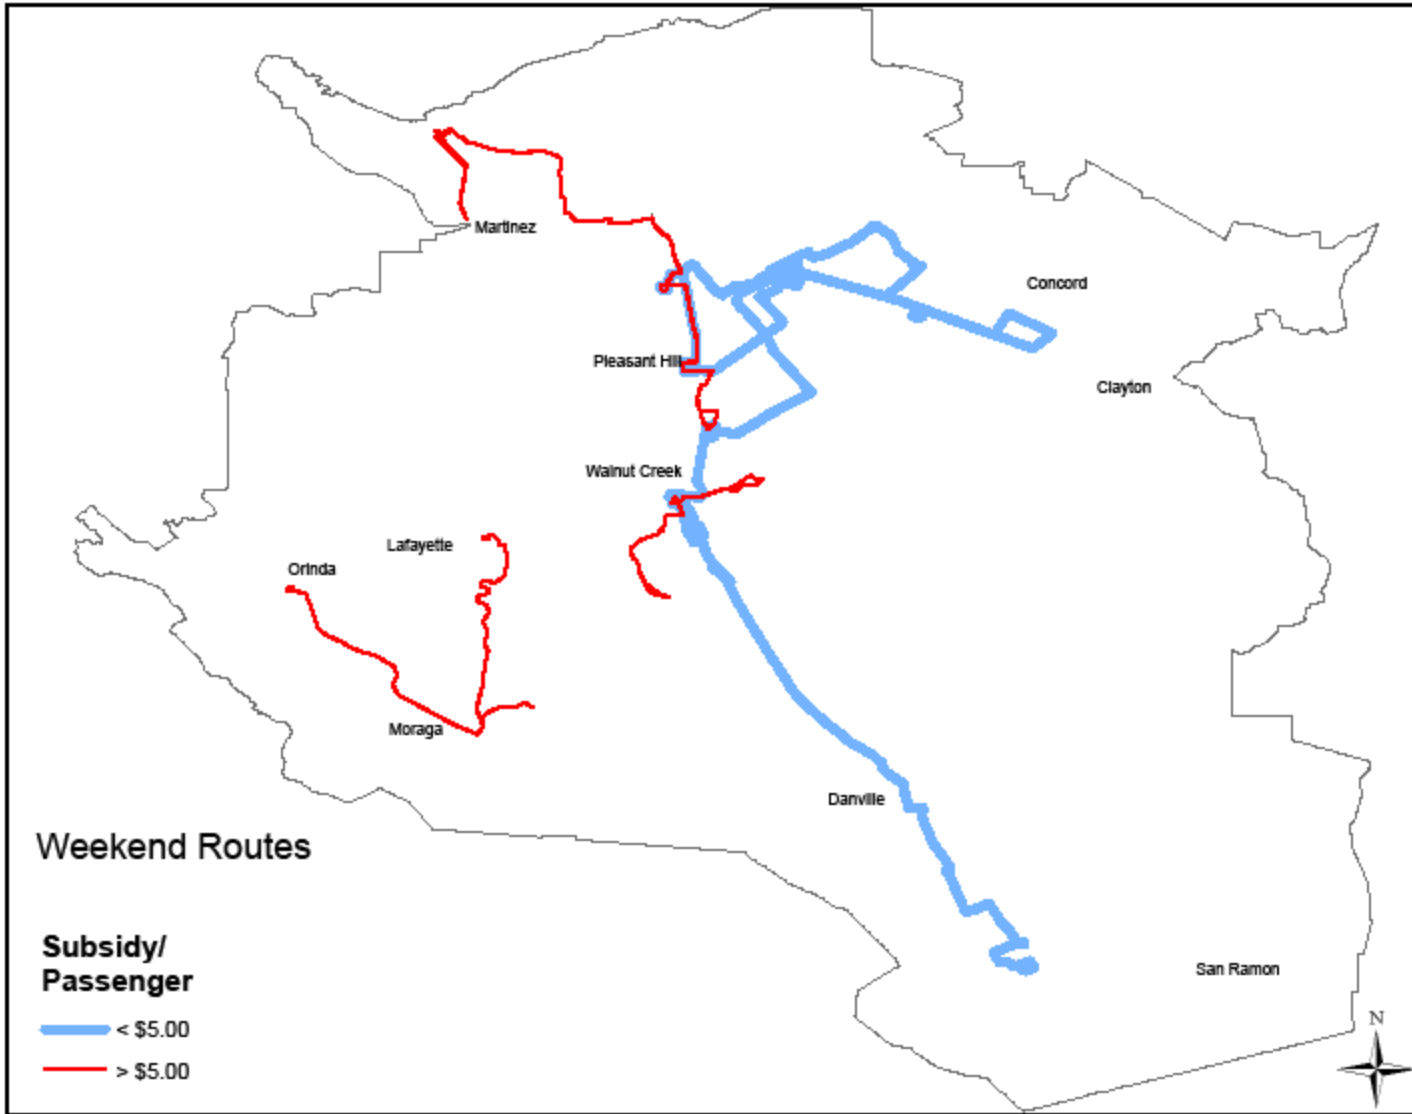 Martinez
Concord
Pleasant Hill
Clayton
Walnut Creek
Lafayette
Orinda
Moraga
Danville
Weekend Routes
Subsidy/
Passenger
San Ramon
< $5.00
> $5.00
N